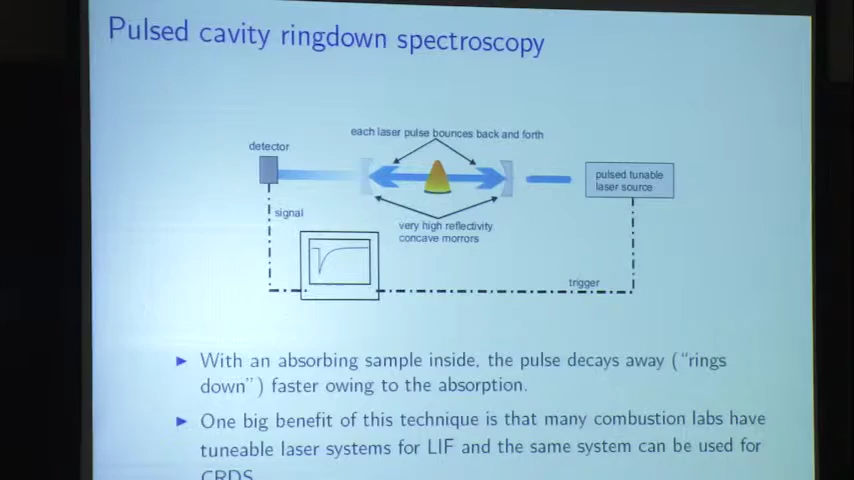 Pulsed cavity ringdown spectroscopy
each laser pulse bounces back and forth
detector
pulsed tunable
laser source
signal
very high reflectivity
concave morrors
trigger
With an absorbing sample inside, the pulse decays away ("rings
down") faster owing to the absorption.
One big benefit of this technique is that many combustion labs have
tuneable laser systems for LIF and the same system can be used for
CRDS.